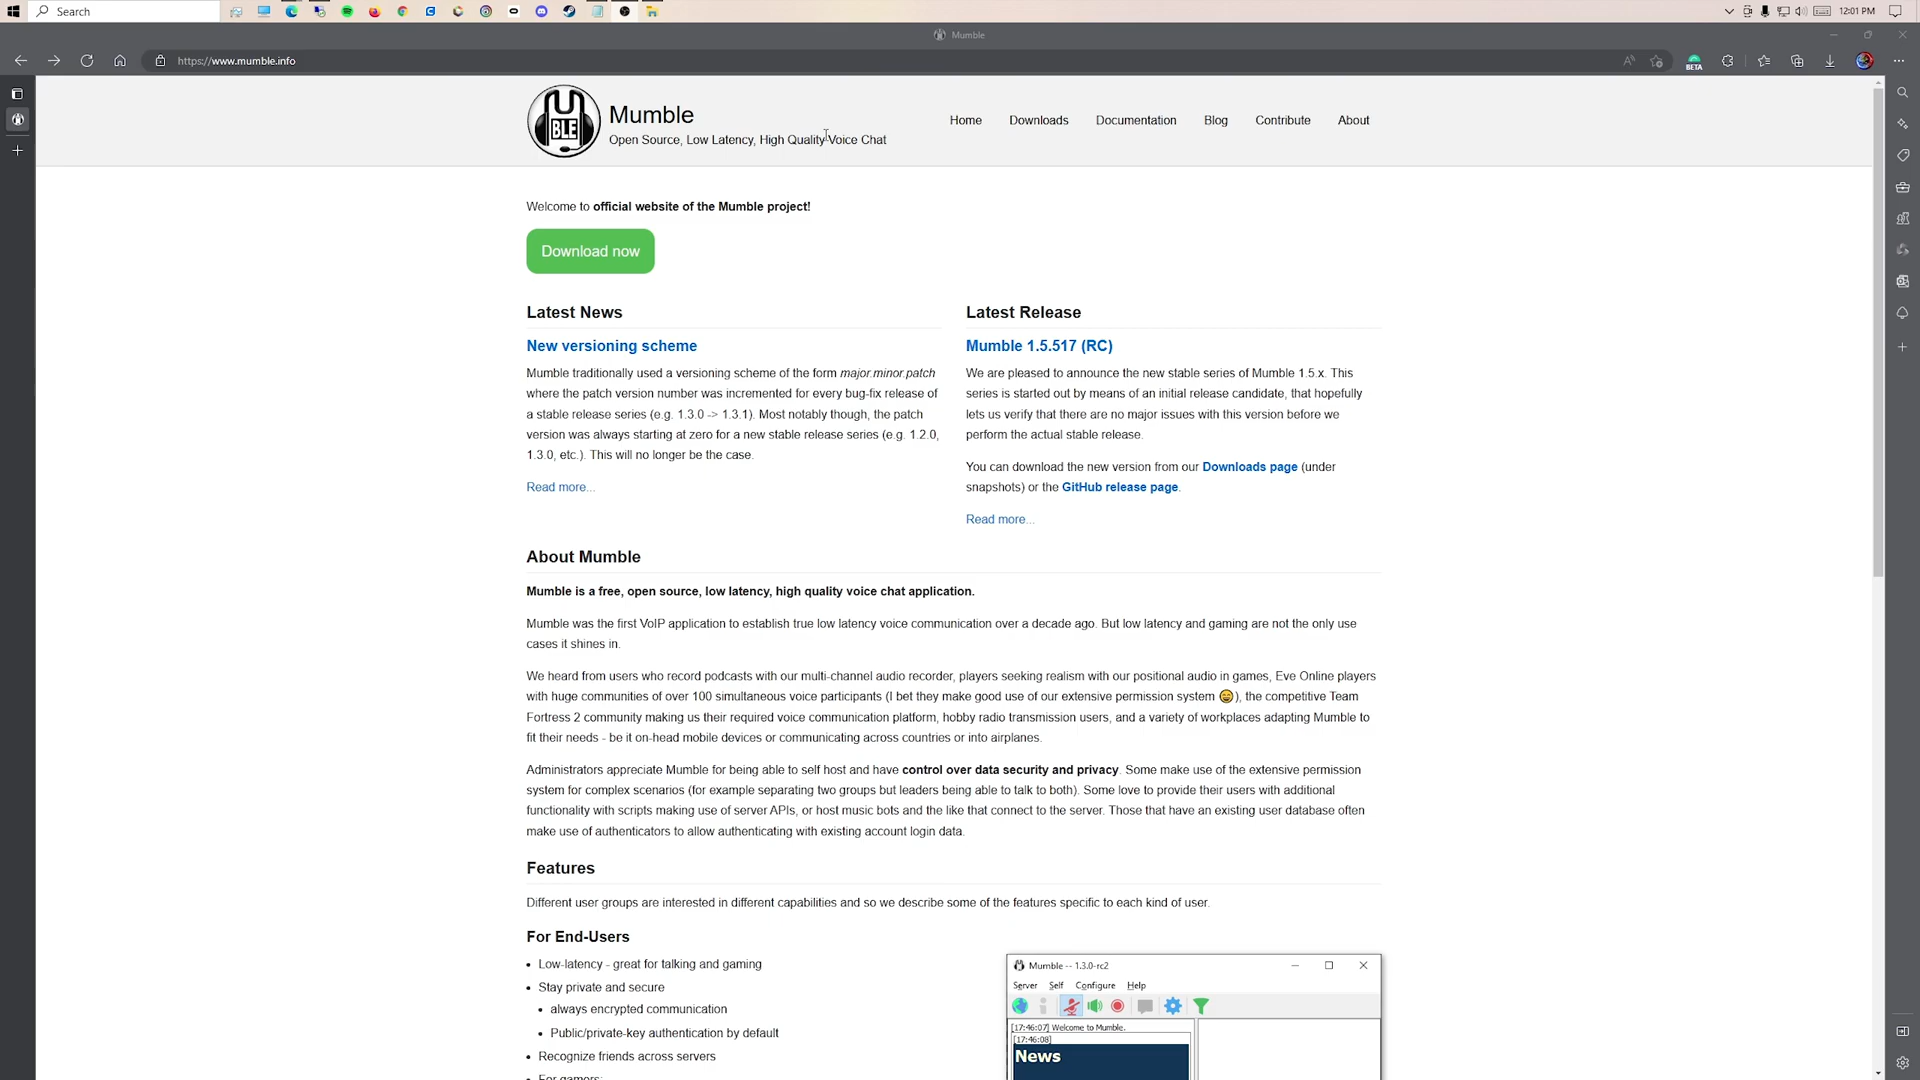 Search
12:01 PM
Mumble
https://www.mumble.info
BETA
U
BLE
Mumble
Open Source, Low Latency, High Quality Voice Chat
Home
Downloads
Documentation
Blog
Contribute
About
Welcome to official website of the Mumble project!
Download now
Latest News
New versioning scheme
Mumble traditionally used a versioning scheme of the form major.minor.patch
where the patch version number was incremented for every bug-fix release of
a stable release series (e.g. 1.3.0 -> 1.3.1). Most notably though, the patch
version was always starting at zero for a new stable release series (e.g. 1.2.0,
1.3.0, etc.). This will no longer be the case.
Read more...
Latest Release
Mumble 1.5.517 (RC)
We are pleased to announce the new stable series of Mumble 1.5.x. This
series is started out by means of an initial release candidate, that hopefully
lets us verify that there are no major issues with this version before we
perform the actual stable release.
You can download the new version from our Downloads page (under
snapshots) or the GitHub release page.
Read more...
About Mumble
Mumble is a free, open source, low latency, high quality voice chat application.
Mumble was the first VoIP application to establish true low latency voice communication over a decade ago. But low latency and gaming are not the only use
cases it shines in.
We heard from users who record podcasts with our multi-channel audio recorder, players seeking realism with our positional audio in games, Eve Online players
with huge communities of over 100 simultaneous voice participants (I bet they make good use of our extensive permission system 😄), the competitive Team
Fortress 2 community making us their required voice communication platform, hobby radio transmission users, and a variety of workplaces adapting Mumble to
fit their needs - be it on-head mobile devices or communicating across countries or into airplanes.
Administrators appreciate Mumble for being able to self host and have control over data security and privacy. Some make use of the extensive permission
system for complex scenarios (for example separating two groups but leaders being able to talk to both). Some love to provide their users with additional
functionality with scripts making use of server APIs, or host music bots and the like that connect to the server. Those that have an existing user database often
make use of authenticators to allow authenticating with existing account login data.
Features
Different user groups are interested in different capabilities and so we describe some of the features specific to each kind of user.
For End-Users
• Low-latency - great for talking and gaming
• Stay private and secure
• always encrypted communication
• Public/private-key authentication by default
• Recognize friends across servers
• For gamers:
Mumble -- 1.3.0-rc2
Server Self Configure Help
[17:46:07] Welcome to Mumble.
[17:46:08]
News